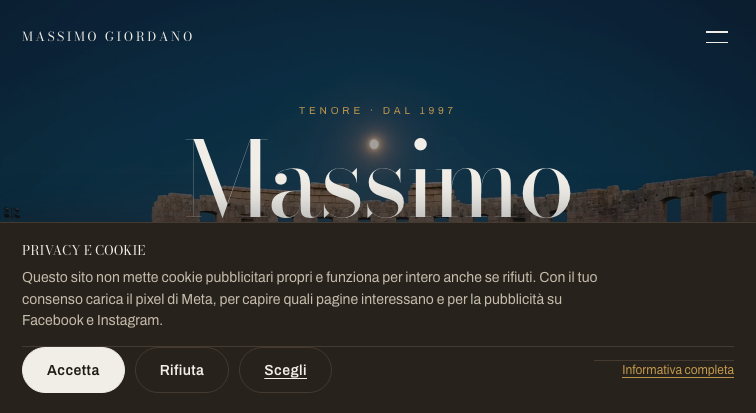 MASSIMO GIORDANO
TENORE · DAL 1997
Massimo
PRIVACY E COOKIE
Questo sito non mette cookie pubblicitari propri e funziona per intero anche se rifiuti. Con il tuo
consenso carica il pixel di Meta, per capire quali pagine interessano e per la pubblicità su
Facebook e Instagram.
Accetta
Rifiuta
Scegli
Informativa completa